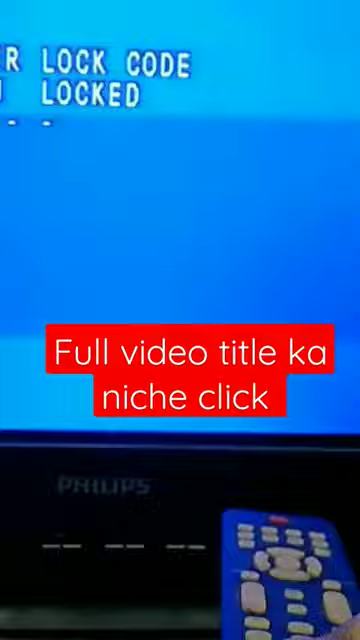 R LOCK CODE
LOCKED
- -
Full video title ka
niche click
PHILIPS
-- -- --